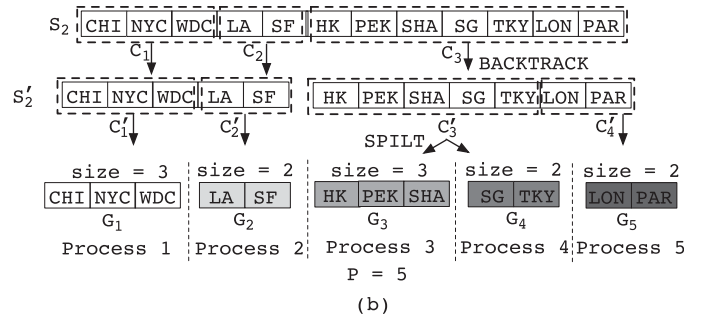 S2 CHI NYC WDC LA SF HK PEK SHA SG TKY LON PAR
C1 C2 C3 BACKTRACK
S'2 CHI NYC WDC LA SF HK PEK SHA SG TKY LON PAR
C'1 C'2 C'3 C'4
SPILT
size = 3 size = 2 size = 3 size = 2 size = 2
CHI NYC WDC LA SF HK PEK SHA SG TKY LON PAR
G1 G2 G3 G4 G5
Process 1 Process 2 Process 3 Process 4 Process 5
P = 5
(b)